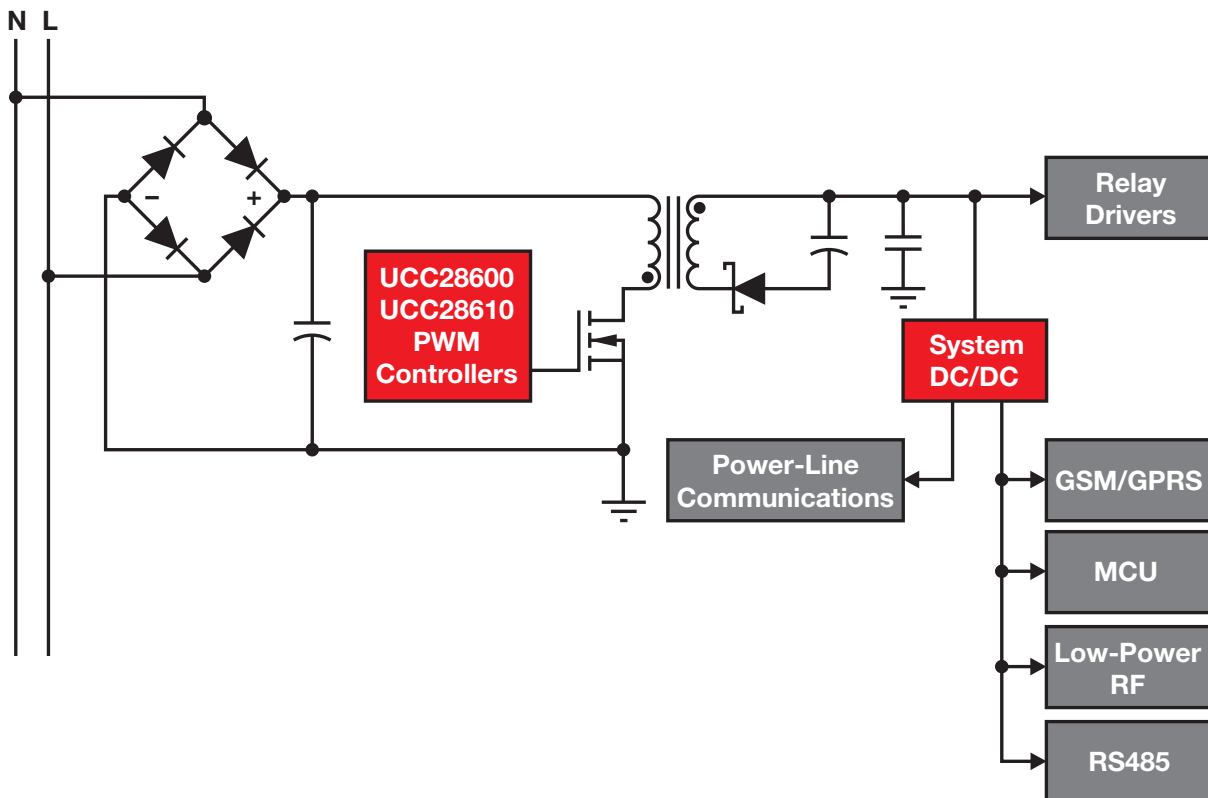 N L
− +
Relay
Drivers
UCC28600
UCC28610
PWM
Controllers
System
DC/DC
Power-Line
Communications
GSM/GPRS
MCU
Low-Power
RF
RS485